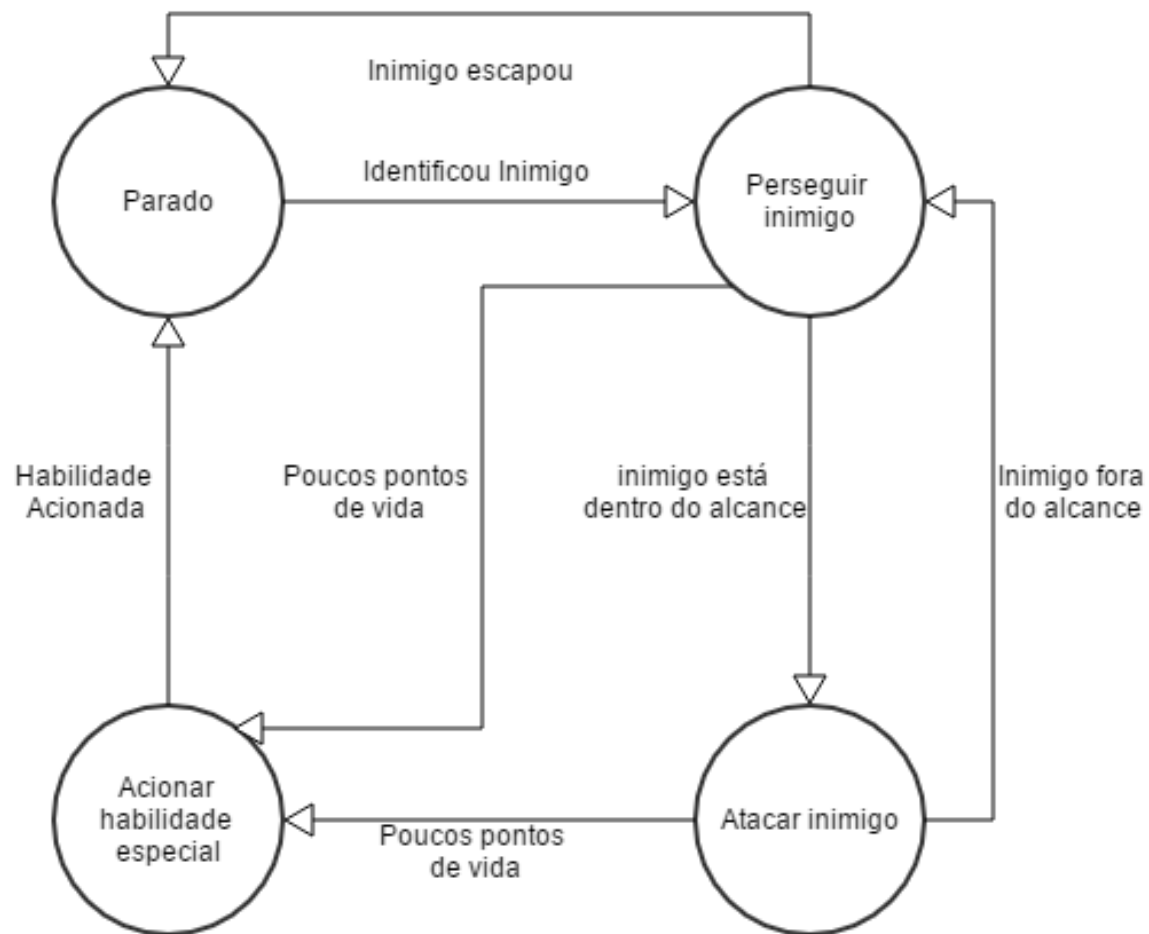 Inimigo escapou
Identificou Inimigo
Parado
Perseguir
inimigo
Habilidade
Acionada
Poucos pontos
de vida
inimigo está
dentro do alcance
Inimigo fora
do alcance
Acionar
habilidade
especial
Poucos pontos
de vida
Atacar inimigo